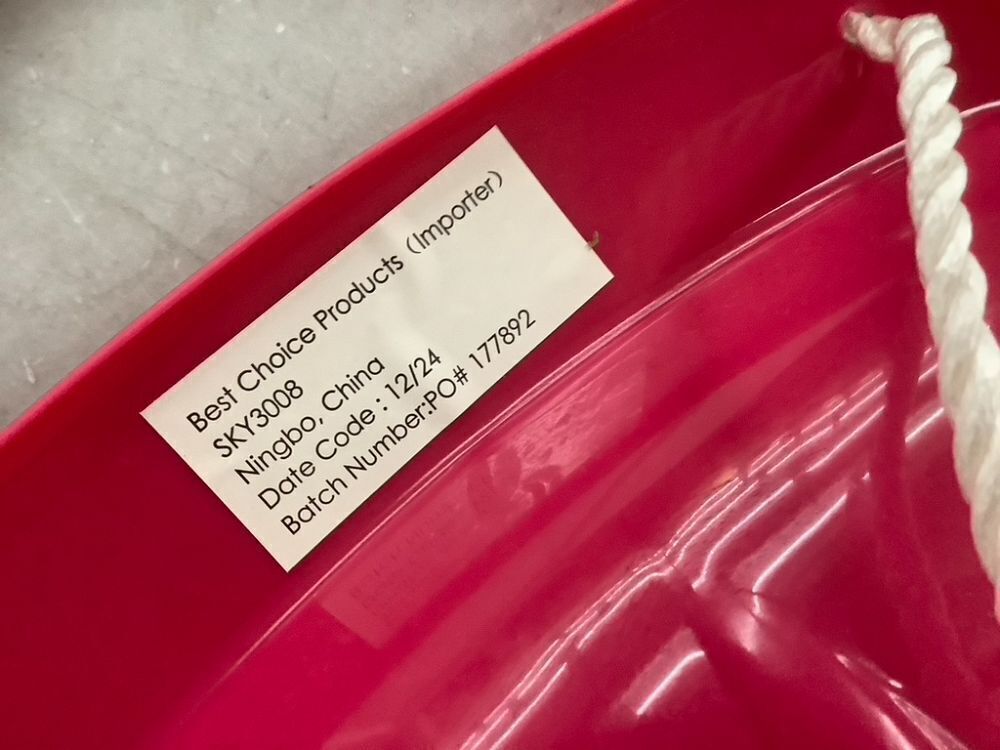 Best Choice Products (Importer)
SKY3008
Ningbo, China
Date Code : 12/24
Batch Number:PO# 177892